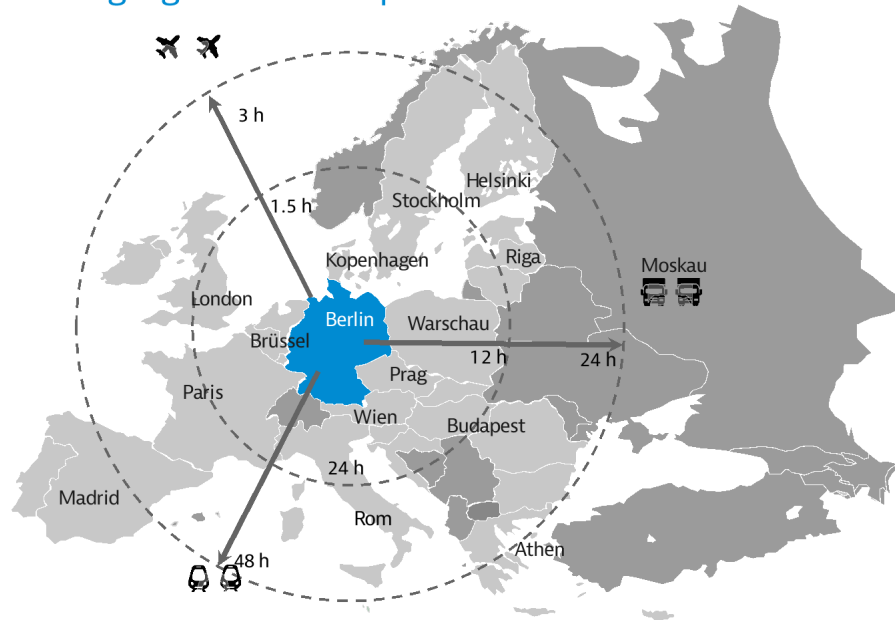 3 h
1.5 h
Helsinki
Stockholm
Kopenhagen
Riga
Moskau
London
Berlin
Warschau
Brüssel
12 h
24 h
Prag
Paris
Wien
Budapest
24 h
Madrid
Rom
Athen
48 h